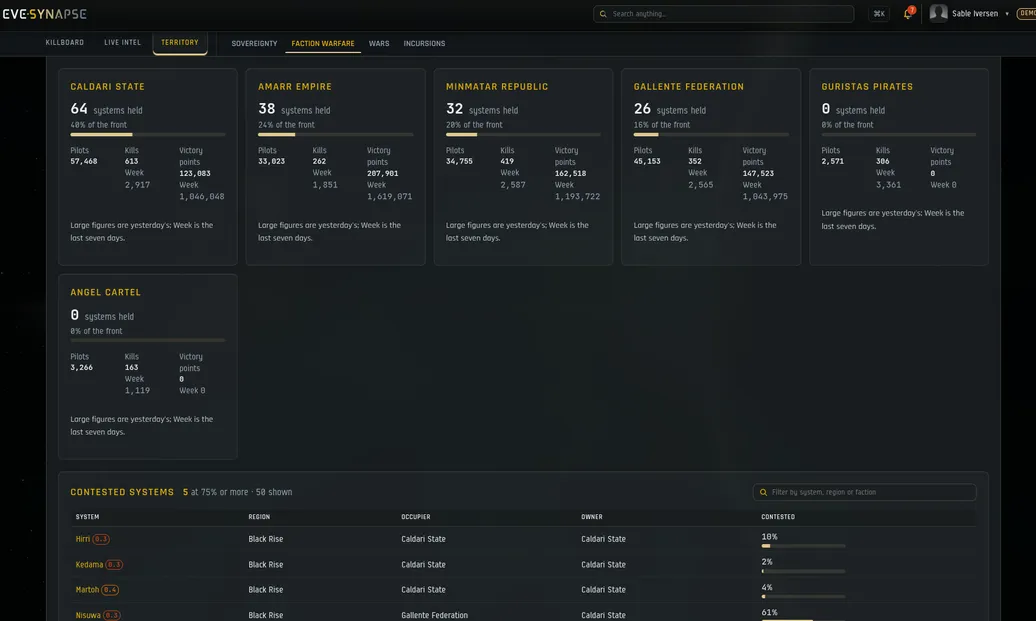 EVE·SYNAPSE
Search anything...
⌘K
7
Sable Iversen
DEMO
KILLBOARD
LIVE INTEL
TERRITORY
SOVEREIGNTY
FACTION WARFARE
WARS
INCURSIONS
CALDARI STATE
64 systems held
40% of the front
Pilots
57,468
Kills
613
Week
2,917
Victory
points
123,083
Week
1,046,048
Large figures are yesterday's; Week is the
last seven days.
AMARR EMPIRE
38 systems held
24% of the front
Pilots
33,023
Kills
262
Week
1,851
Victory
points
207,901
Week
1,619,071
Large figures are yesterday's; Week is the
last seven days.
MINMATAR REPUBLIC
32 systems held
20% of the front
Pilots
34,755
Kills
419
Week
2,587
Victory
points
162,518
Week
1,193,722
Large figures are yesterday's; Week is the
last seven days.
GALLENTE FEDERATION
26 systems held
16% of the front
Pilots
45,153
Kills
352
Week
2,565
Victory
points
147,523
Week
1,043,975
Large figures are yesterday's; Week is the
last seven days.
GURISTAS PIRATES
0 systems held
0% of the front
Pilots
2,571
Kills
306
Week
3,361
Victory
points
0
Week 0
Large figures are yesterday's; Week is the
last seven days.
ANGEL CARTEL
0 systems held
0% of the front
Pilots
3,266
Kills
163
Week
1,119
Victory
points
0
Week 0
Large figures are yesterday's; Week is the
last seven days.
CONTESTED SYSTEMS 5 at 75% or more · 50 shown
Filter by system, region or faction
SYSTEM REGION OCCUPIER OWNER CONTESTED
Hirri 0.3 Black Rise Caldari State Caldari State 10%
Kedama 0.3 Black Rise Caldari State Caldari State 2%
Martoh 0.4 Black Rise Caldari State Caldari State 4%
Nisuwa 0.3 Black Rise Gallente Federation Caldari State 61%